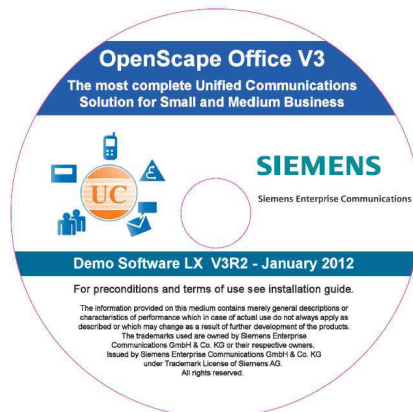 OpenScape Office V3
The most complete Unified Communications
Solution for Small and Medium Business
UC
SIEMENS
Siemens Enterprise Communications
Demo Software LX V3R2 - January 2012
For preconditions and terms of use see installation guide.
The information provided on this medium contains merely general descriptions or
characteristics of performance which in case of actual use do not always apply as
described or which may change as a result of further development of the products.
The trademarks used are owned by Siemens Enterprise
Communications GmbH & Co. KG or their respective owners.
Issued by Siemens Enterprise Communications GmbH & Co. KG
under Trademark License of Siemens AG.
All rights reserved.